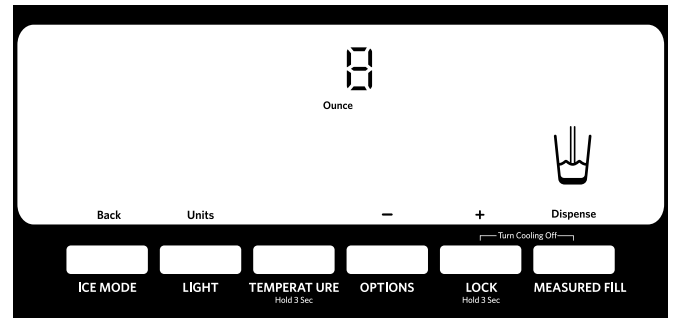 8
Ounce
Back Units – + Dispense
Turn Cooling Off
ICE MODE LIGHT TEMPERAT URE OPTIONS LOCK MEASURED FILL
Hold 3 Sec Hold 3 Sec